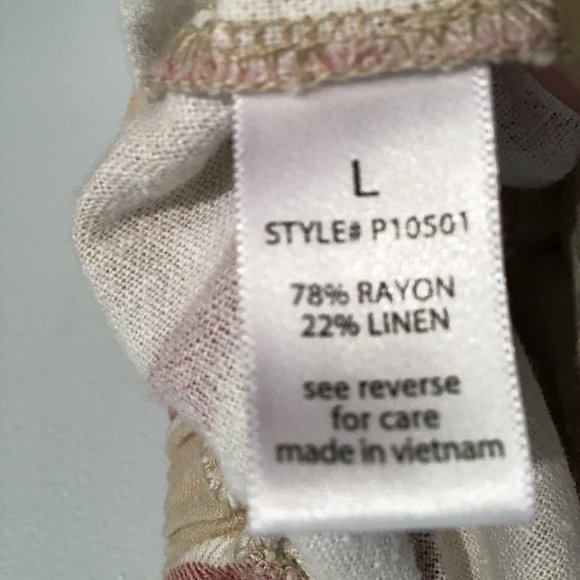 L
STYLE# P10501
78% RAYON
22% LINEN
see reverse
for care
made in vietnam